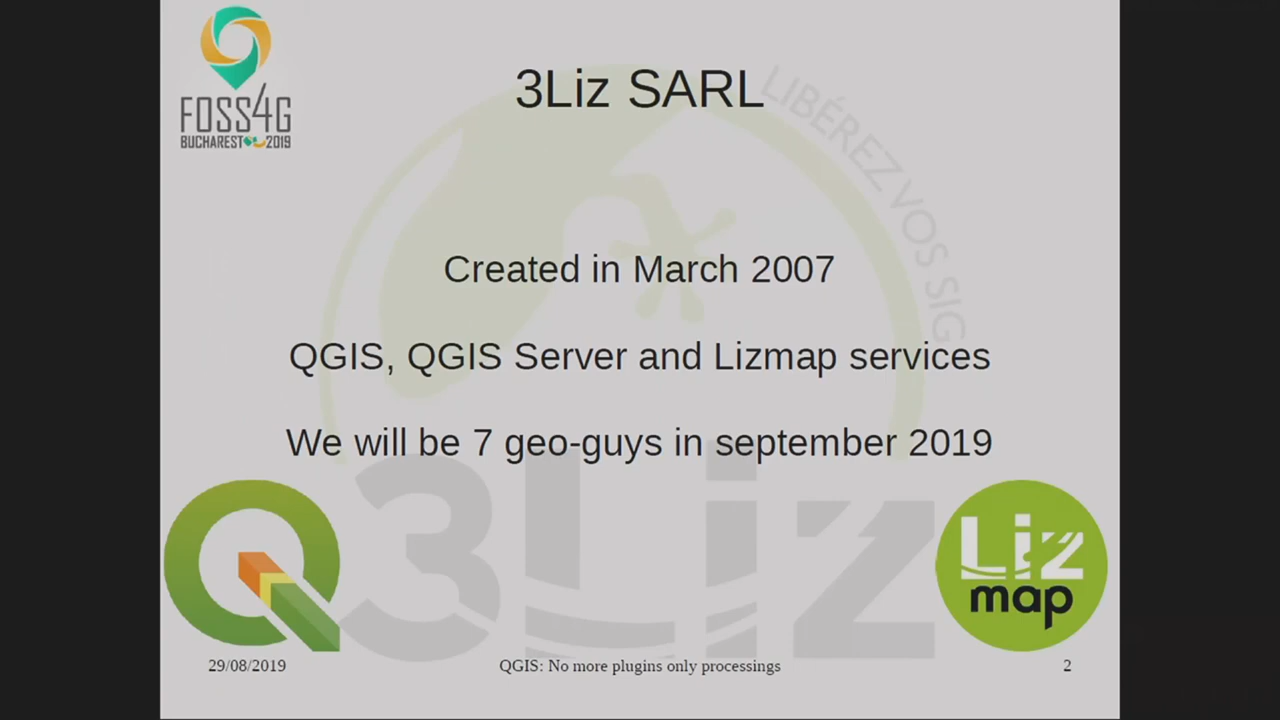 FOSS4G
BUCHAREST 2019
3Liz SARL
LIBÉREZ VOS SIG
Created in March 2007
QGIS, QGIS Server and Lizmap services
We will be 7 geo-guys in september 2019
3Liz
Liz
map
29/08/2019
QGIS: No more plugins only processings
2